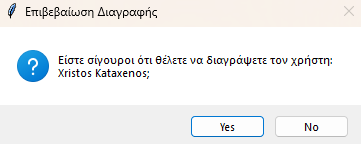 Επιβεβαίωση Διαγραφής
Είστε σίγουροι ότι θέλετε να διαγράψετε τον χρήστη:
Xristos Kataxenos;
Yes
No